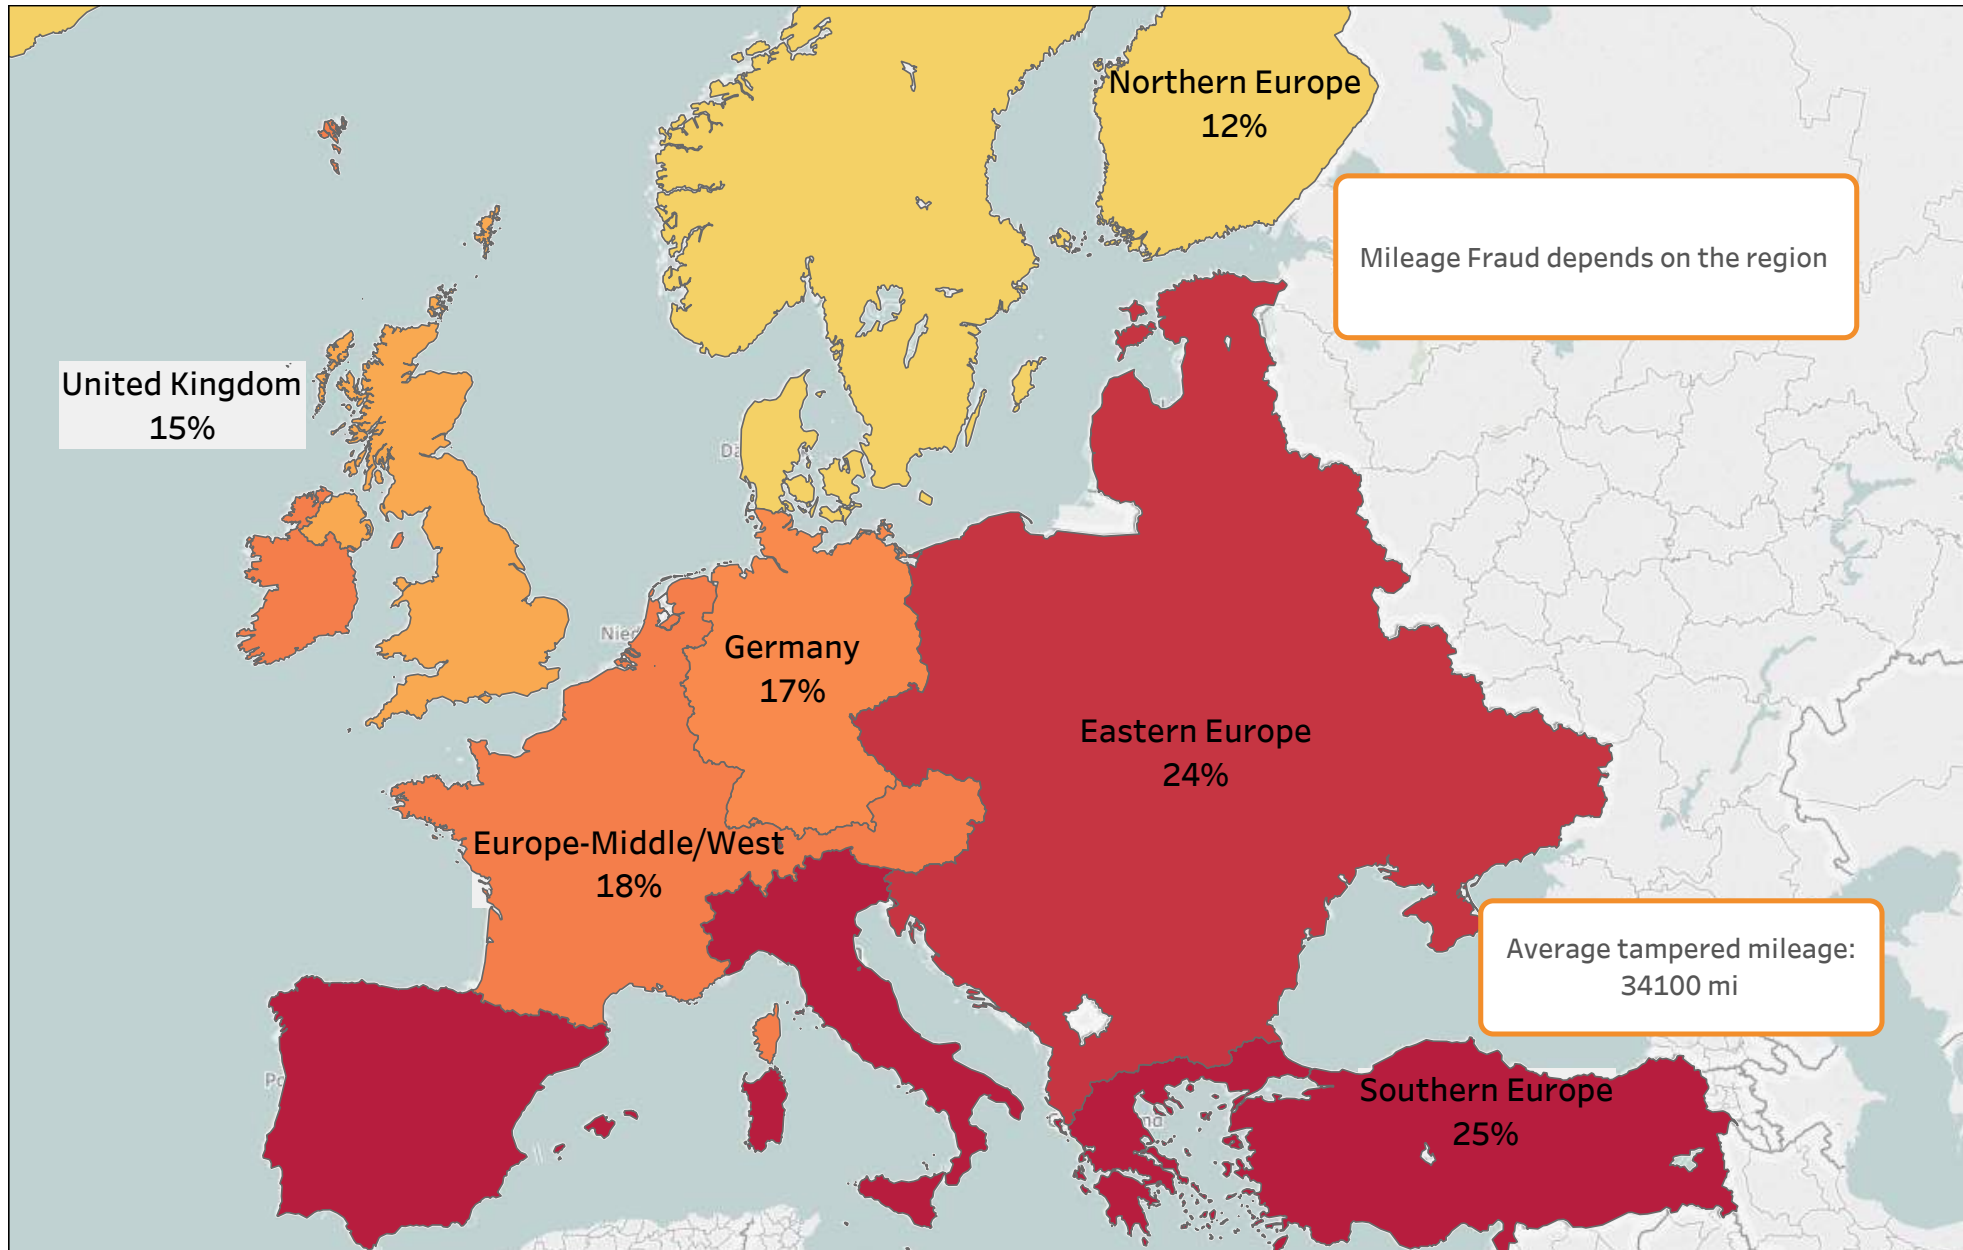 Northern Europe
12%
Mileage Fraud depends on the region
United Kingdom
15%
Germany
17%
Eastern Europe
24%
Europe-Middle/West
18%
Average tampered mileage:
34100 mi
Southern Europe
25%